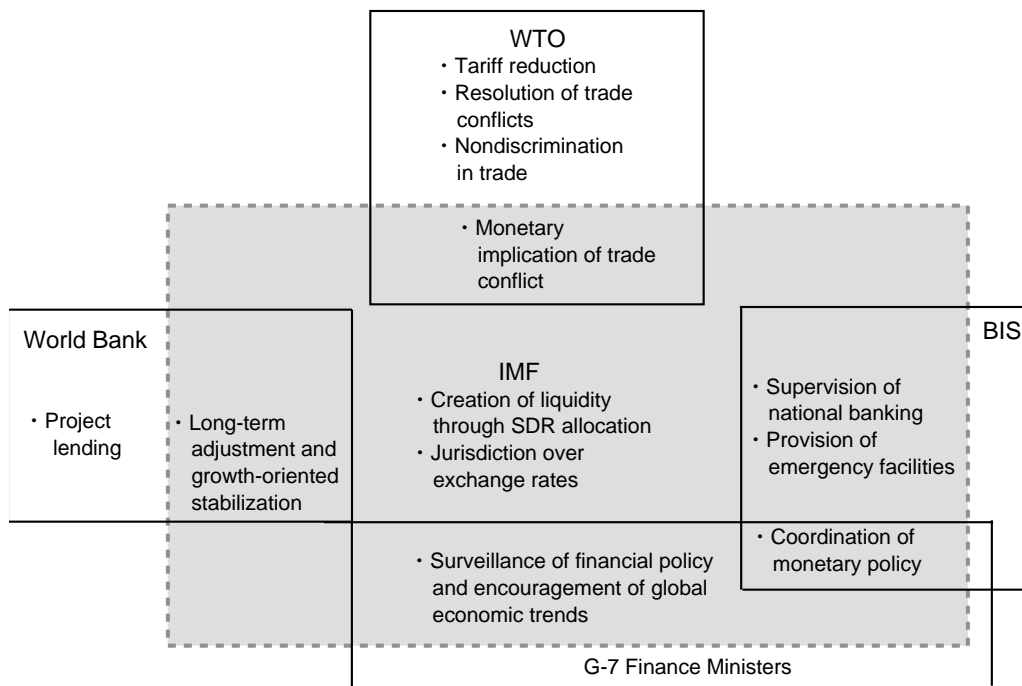 WTO
・Tariff reduction
・Resolution of trade
conflicts
・Nondiscrimination
in trade
・Monetary
implication of trade
conflict
World Bank
・Project
lending
・Long-term
adjustment and
growth-oriented
stabilization
IMF
・Creation of liquidity
through SDR allocation
・Jurisdiction over
exchange rates
BIS
・Supervision of
national banking
・Provision of
emergency facilities
・Coordination of
monetary policy
・Surveillance of financial policy
and encouragement of global
economic trends
G-7 Finance Ministers